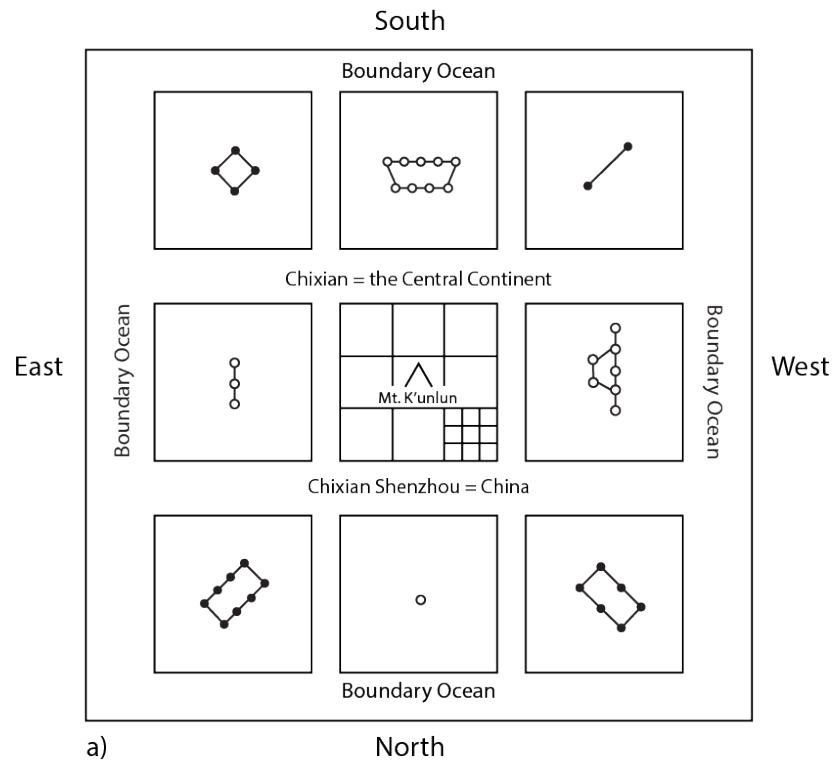 South
Boundary Ocean
Chixian = the Central Continent
East
Boundary Ocean
Mt. K'unlun
Boundary Ocean
West
Chixian Shenzhou = China
Boundary Ocean
a)
North